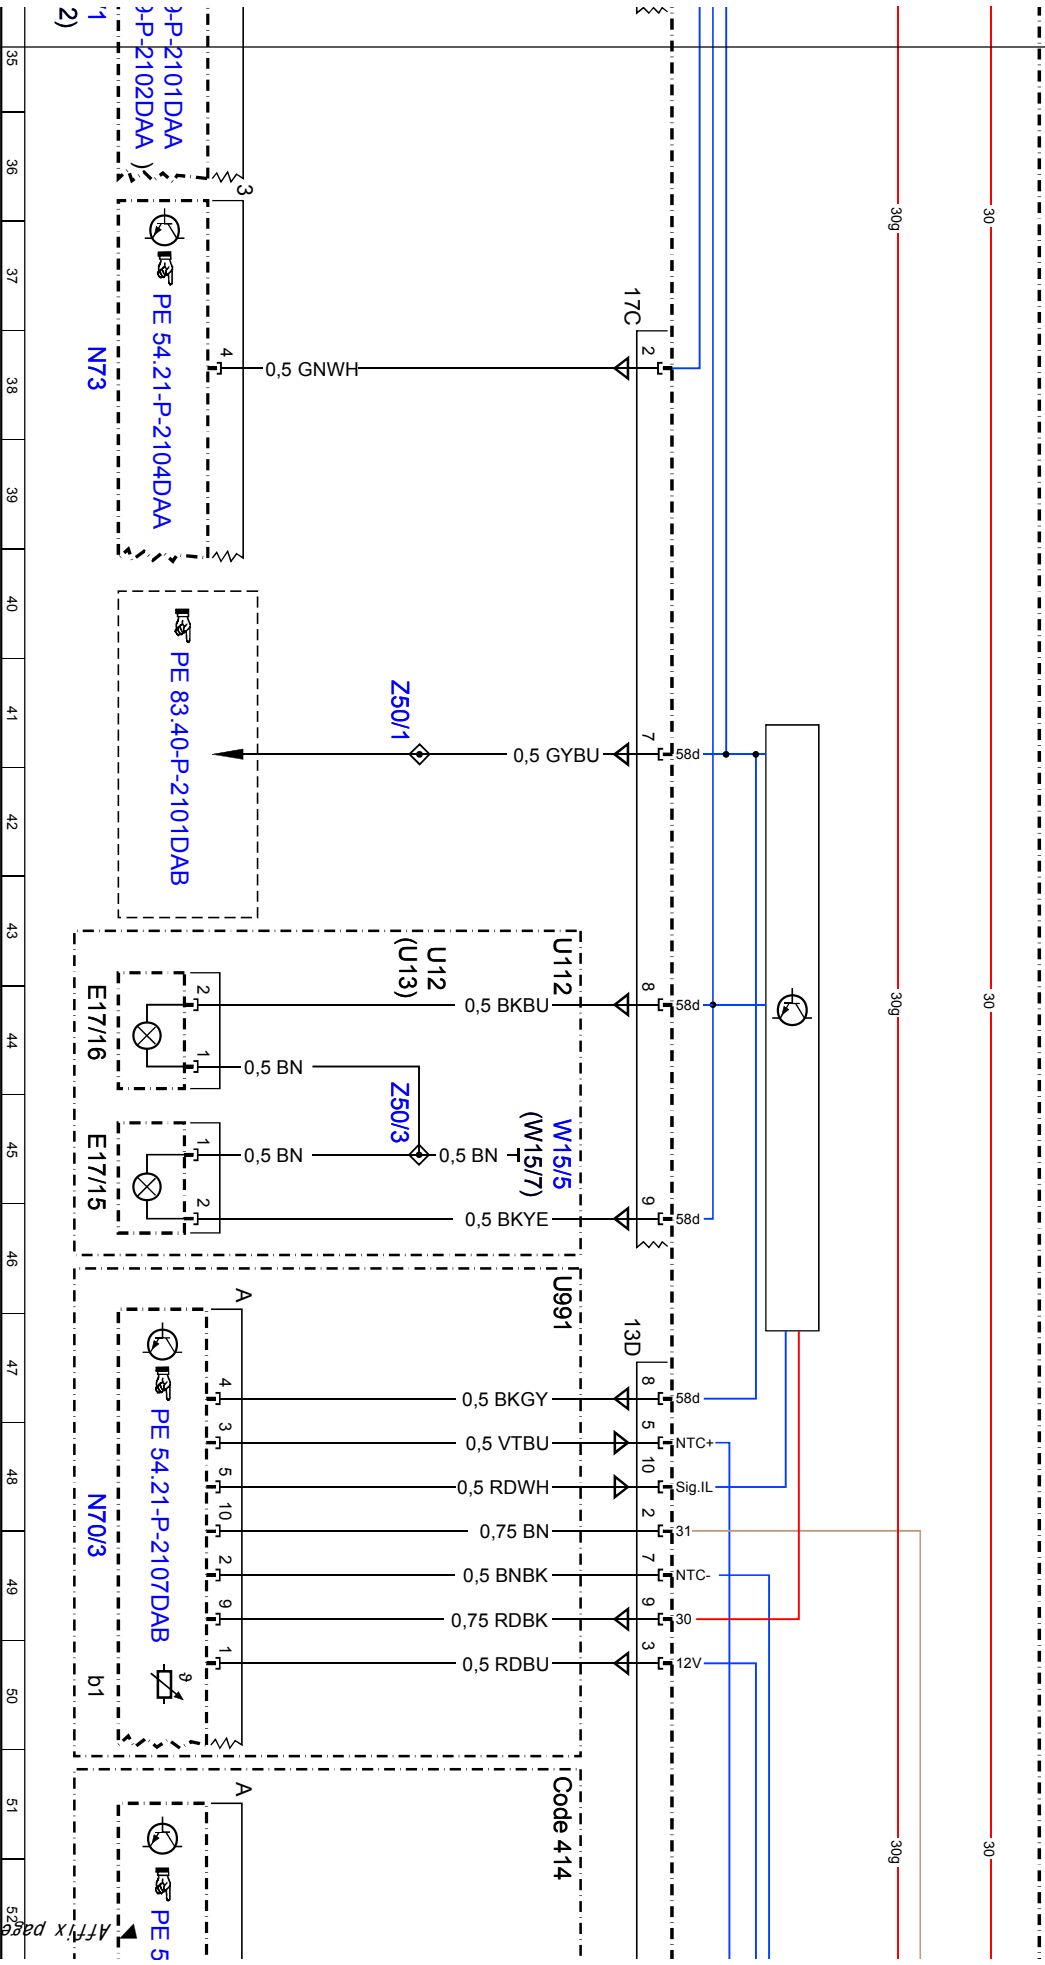 30
30
30
30g
30g
30g
17C
2
7
8
9
58d
58d
58d
3
4
0,5 GNWH
PE 54.21-P-2104DAA
N73
PE 83.40-P-2101DAB
Z50/1
0,5 GYBU
U112
U12
(U13)
0,5 BKBU
2
1
0,5 BN
E17/16
Z50/3
W15/5
(W15/7)
0,5 BN
0,5 BN
1
2
0,5 BKYE
E17/15
U991
13D
A
8
58d
0,5 BKGY
4
5
NTC+
0,5 VTBU
3
10
Sig.IL
0,5 RDWH
5
2
31
0,75 BN
10
7
NTC-
0,5 BNBK
2
9
30
0,75 RDBK
9
3
12V
0,5 RDBU
1
PE 54.21-P-2107DAB
ϑ
N70/3
b1
Code 414
A
PE 5
9-P-2101DAA
9-P-2102DAA )
/1
2)
35
36
37
38
39
40
41
42
43
44
45
46
47
48
49
50
51
52
Affix page